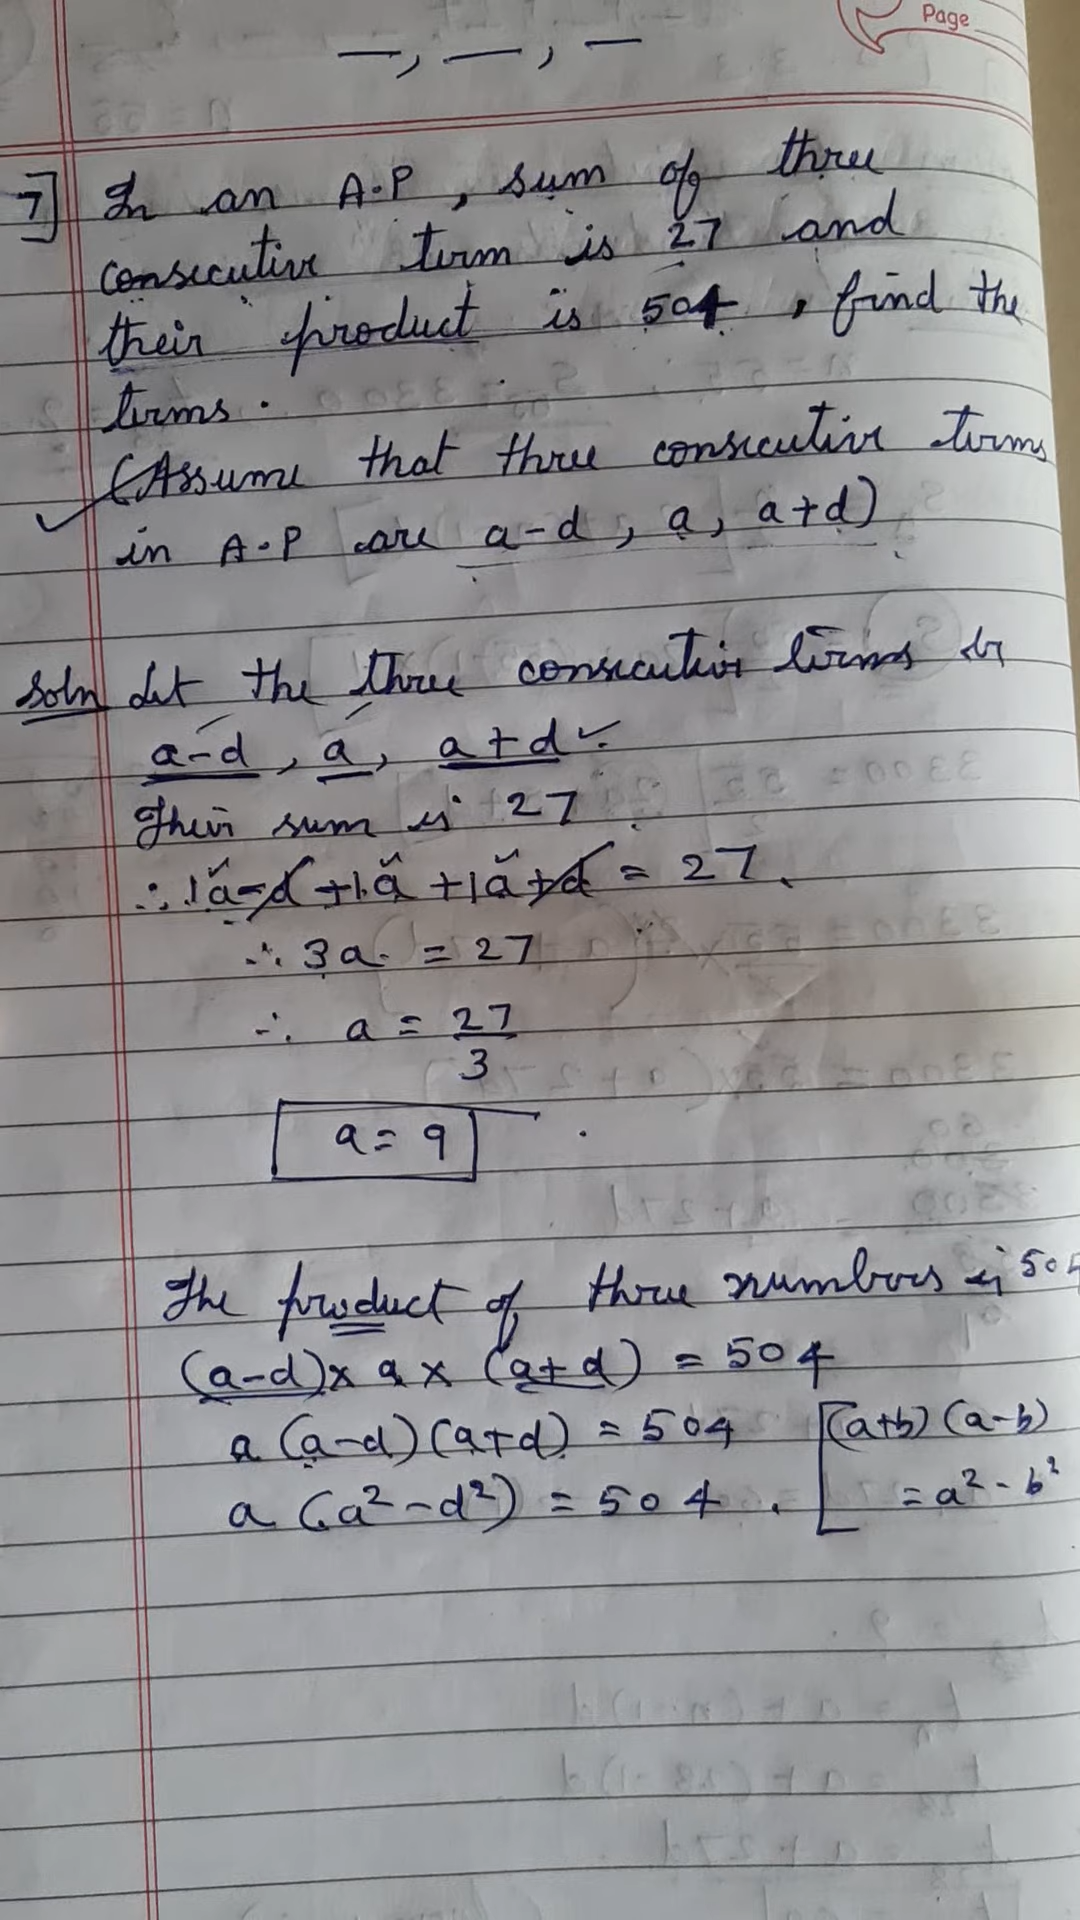 Page
—, —, —
7] In an A.P, sum of three
consecutive term is 27 and
their product is 504, find the
terms.
(Assume that three consecutive terms
in A.P are a-d, a, a+d)
Soln Let the three consecutive terms be
a-d, a, a+d
Their sum is 27
∴ 1a-d+1a+1a+d = 27
∴ 3a = 27
∴ a = 27/3
a = 9
The product of three numbers is 504
(a-d)× a × (a+d) = 504
a (a-d)(a+d) = 504 [(a+b) (a-b)
a (a²-d²) = 504. = a² - b²